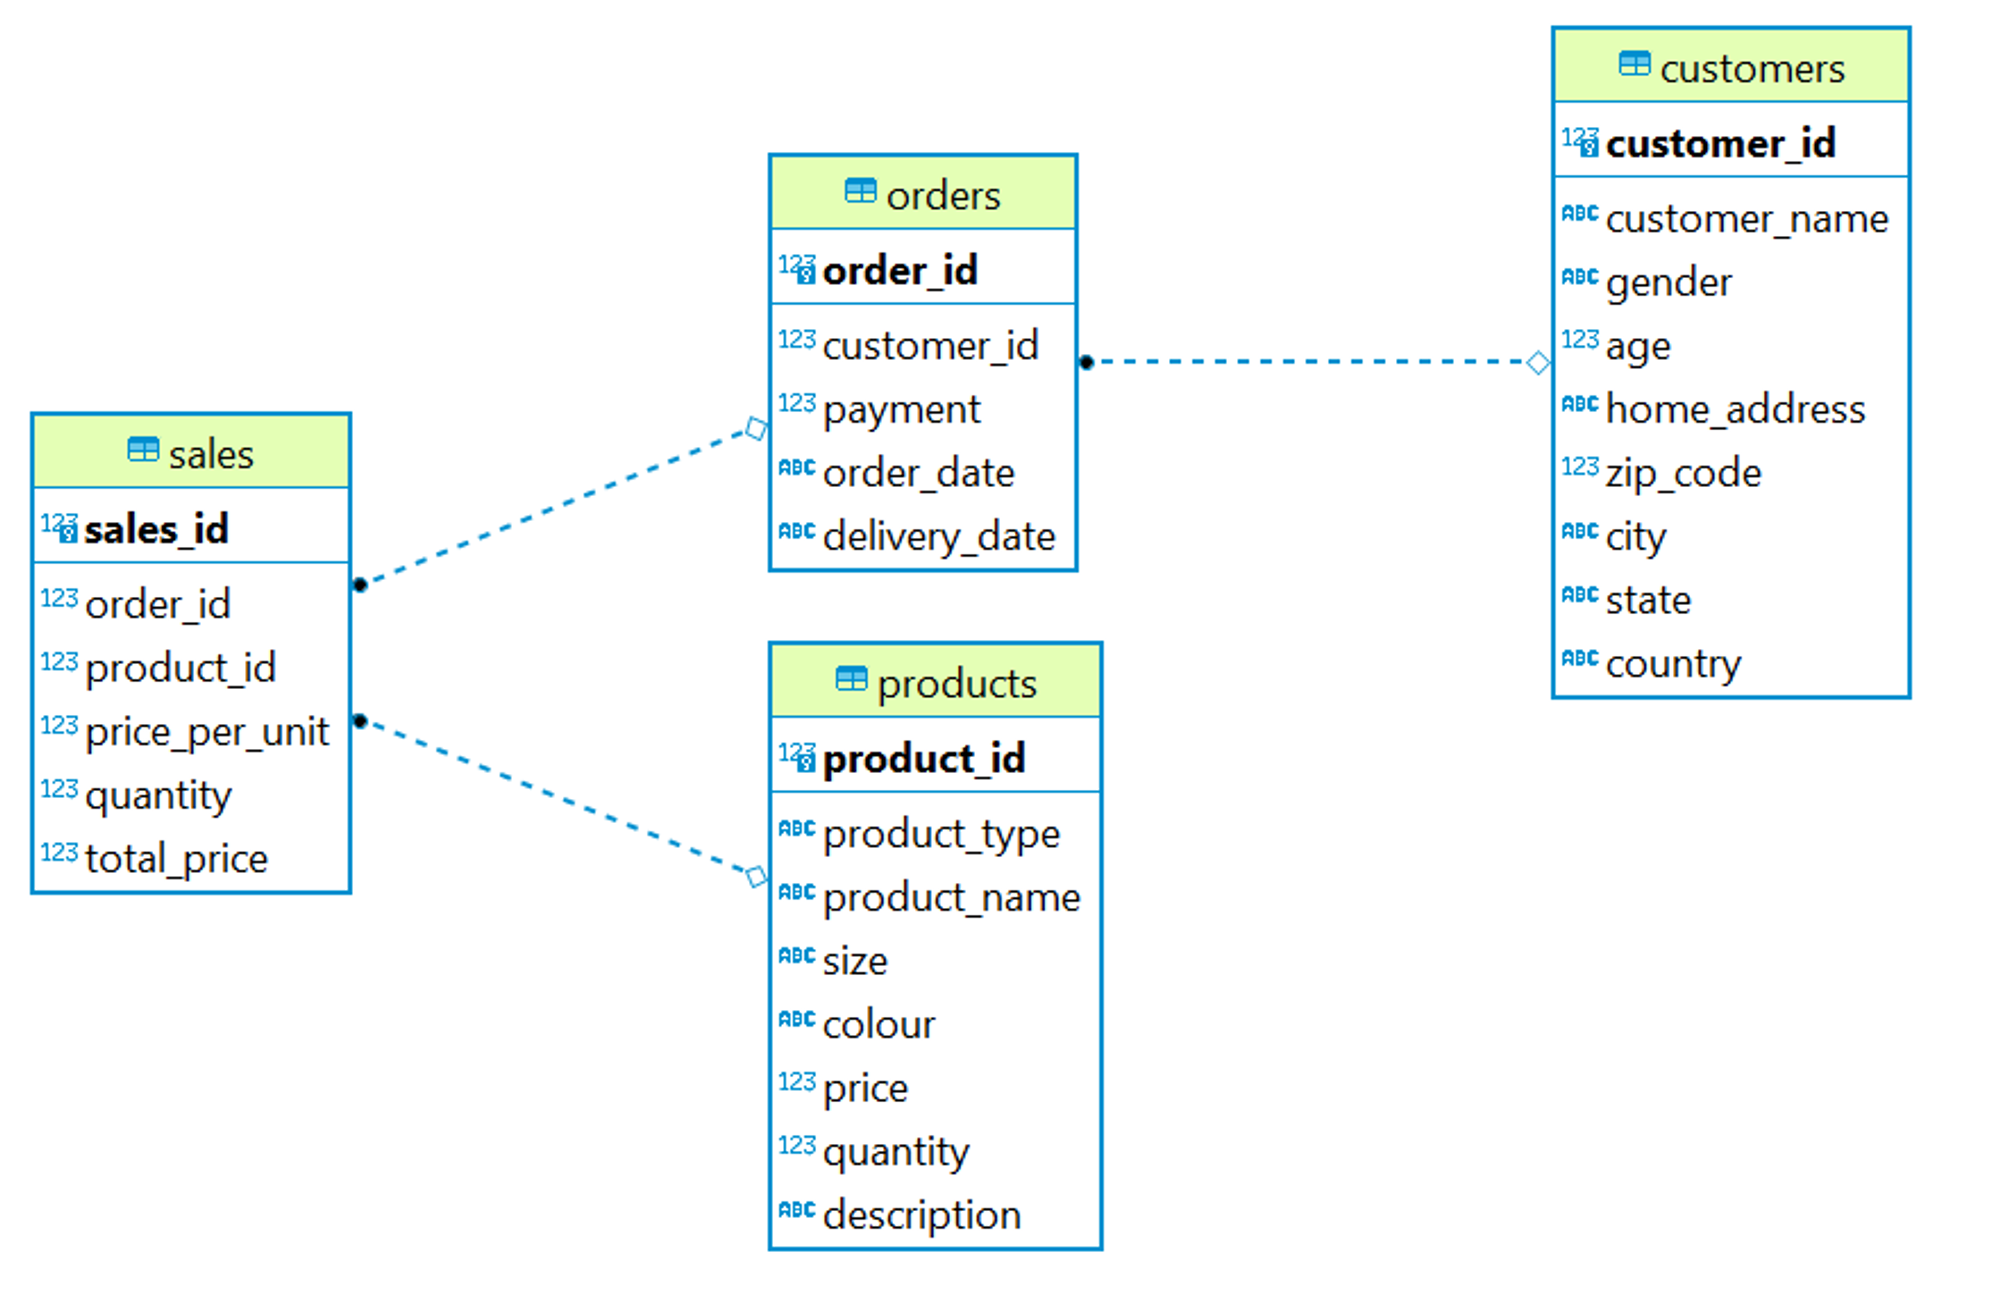 sales
123 sales_id
123 order_id
123 product_id
123 price_per_unit
123 quantity
123 total_price
orders
123 order_id
123 customer_id
123 payment
ABC order_date
ABC delivery_date
products
123 product_id
ABC product_type
ABC product_name
ABC size
ABC colour
123 price
123 quantity
ABC description
customers
123 customer_id
ABC customer_name
ABC gender
123 age
ABC home_address
123 zip_code
ABC city
ABC state
ABC country